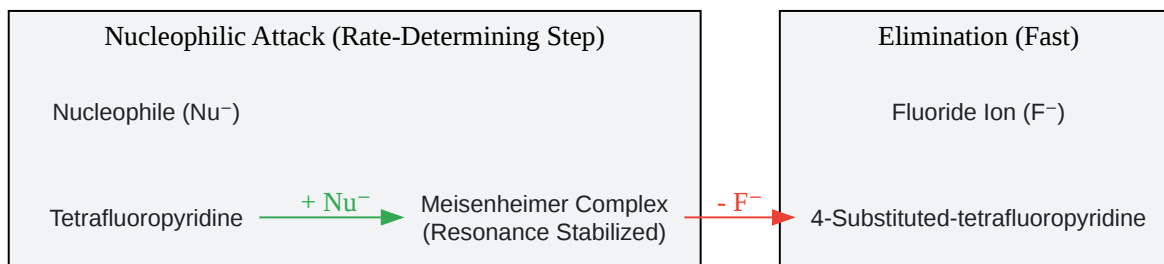 Nucleophilic Attack (Rate-Determining Step)
Nucleophile (Nu⁻)
Tetrafluoropyridine
+ Nu⁻
Meisenheimer Complex
(Resonance Stabilized)
- F⁻
Elimination (Fast)
Fluoride Ion (F⁻)
4-Substituted-tetrafluoropyridine